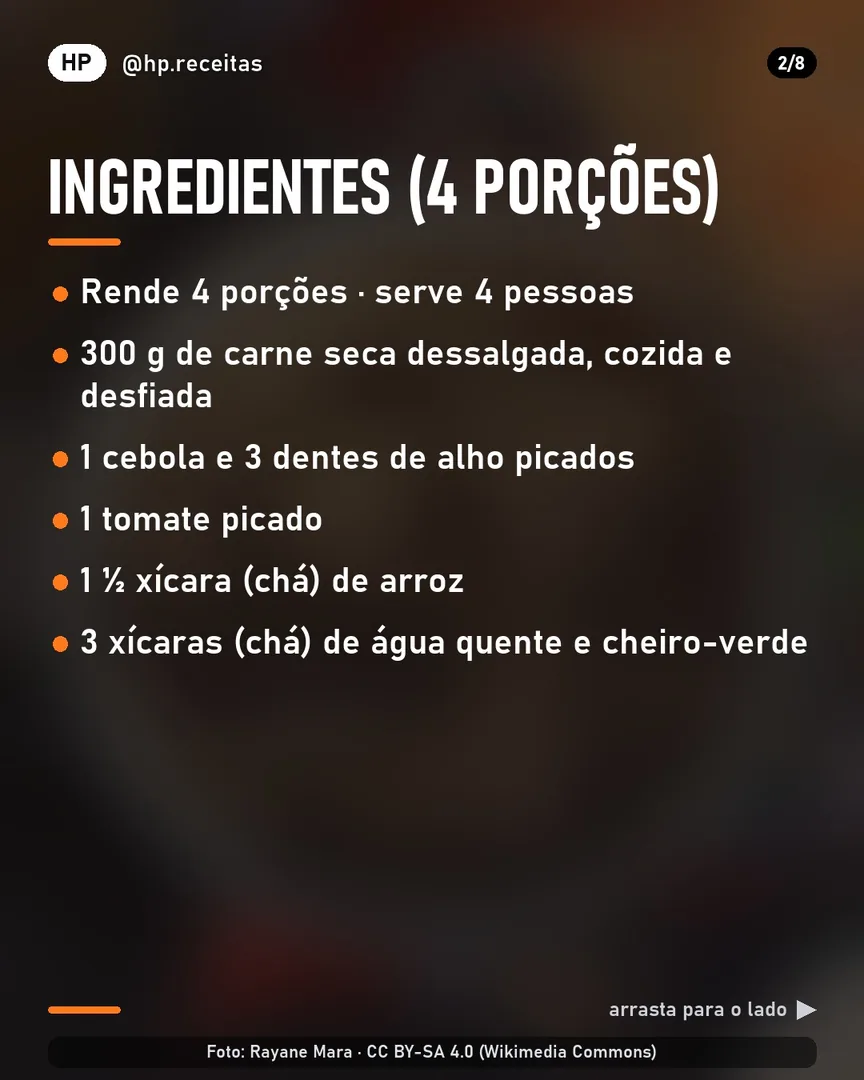 HP @hp.receitas 2/8
INGREDIENTES (4 PORÇÕES)
Rende 4 porções · serve 4 pessoas
300 g de carne seca dessalgada, cozida e
desfiada
1 cebola e 3 dentes de alho picados
1 tomate picado
1 ½ xícara (chá) de arroz
3 xícaras (chá) de água quente e cheiro-verde
arrasta para o lado ▶
Foto: Rayane Mara · CC BY-SA 4.0 (Wikimedia Commons)